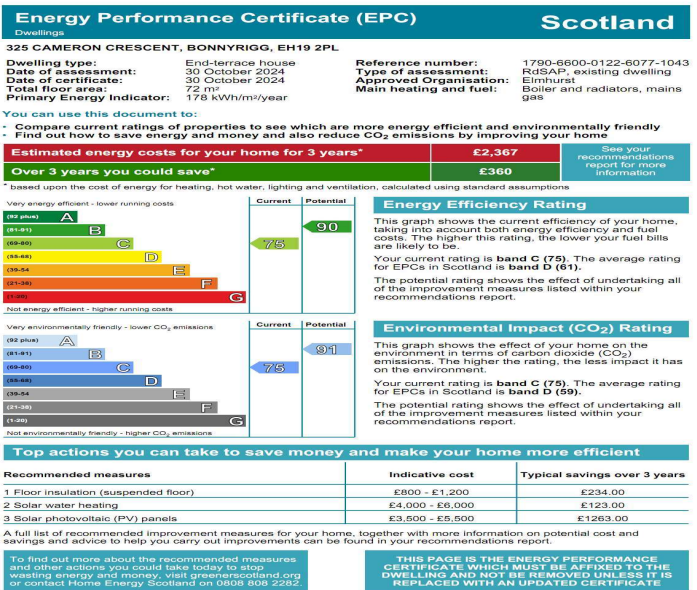 Energy Performance Certificate (EPC)
Dwellings
Scotland
325 CAMERON CRESCENT, BONNYRIGG, EH19 2PL
Dwelling type: End-terrace house
Date of assessment: 30 October 2024
Date of certificate: 30 October 2024
Total floor area: 72 m²
Primary Energy Indicator: 178 kWh/m²/year
Reference number: 1790-6600-0122-6077-1043
Type of assessment: RdSAP, existing dwelling
Approved Organisation: Elmhurst
Main heating and fuel: Boiler and radiators, mains
gas
You can use this document to:
• Compare current ratings of properties to see which are more energy efficient and environmentally friendly
• Find out how to save energy and money and also reduce CO₂ emissions by improving your home
Estimated energy costs for your home for 3 years* £2,367
Over 3 years you could save* £360
See your
recommendations
report for more
information
* based upon the cost of energy for heating, hot water, lighting and ventilation, calculated using standard assumptions
Very energy efficient - lower running costs
Current Potential
(92 plus) A
(81-91) B
(69-80) C
(55-68) D
(39-54 E
(21-38) F
(1-20) G
75
90
Not energy efficient - higher running costs
Energy Efficiency Rating
This graph shows the current efficiency of your home,
taking into account both energy efficiency and fuel
costs. The higher this rating, the lower your fuel bills
are likely to be.
Your current rating is band C (75). The average rating
for EPCs in Scotland is band D (61).
The potential rating shows the effect of undertaking all
of the improvement measures listed within your
recommendations report.
Very environmentally friendly - lower CO₂ emissions
Current Potential
(92 plus) A
(81-91) B
(69-80) C
(55-68) D
(39-54 E
(21-38) F
(1-20) G
75
91
Not environmentally friendly - higher CO₂ emissions
Environmental Impact (CO₂) Rating
This graph shows the effect of your home on the
environment in terms of carbon dioxide (CO₂)
emissions. The higher the rating, the less impact it has
on the environment.
Your current rating is band C (75). The average rating
for EPCs in Scotland is band D (59).
The potential rating shows the effect of undertaking all
of the improvement measures listed within your
recommendations report.
Top actions you can take to save money and make your home more efficient
Recommended measures Indicative cost Typical savings over 3 years
1 Floor insulation (suspended floor) £800 - £1,200 £234.00
2 Solar water heating £4,000 - £6,000 £123.00
3 Solar photovoltaic (PV) panels £3,500 - £5,500 £1263.00
A full list of recommended improvement measures for your home, together with more information on potential cost and
savings and advice to help you carry out improvements can be found in your recommendations report.
To find out more about the recommended measures
and other actions you could take today to stop
wasting energy and money, visit greenerscotland.org
or contact Home Energy Scotland on 0808 808 2282.
THIS PAGE IS THE ENERGY PERFORMANCE
CERTIFICATE WHICH MUST BE AFFIXED TO THE
DWELLING AND NOT BE REMOVED UNLESS IT IS
REPLACED WITH AN UPDATED CERTIFICATE